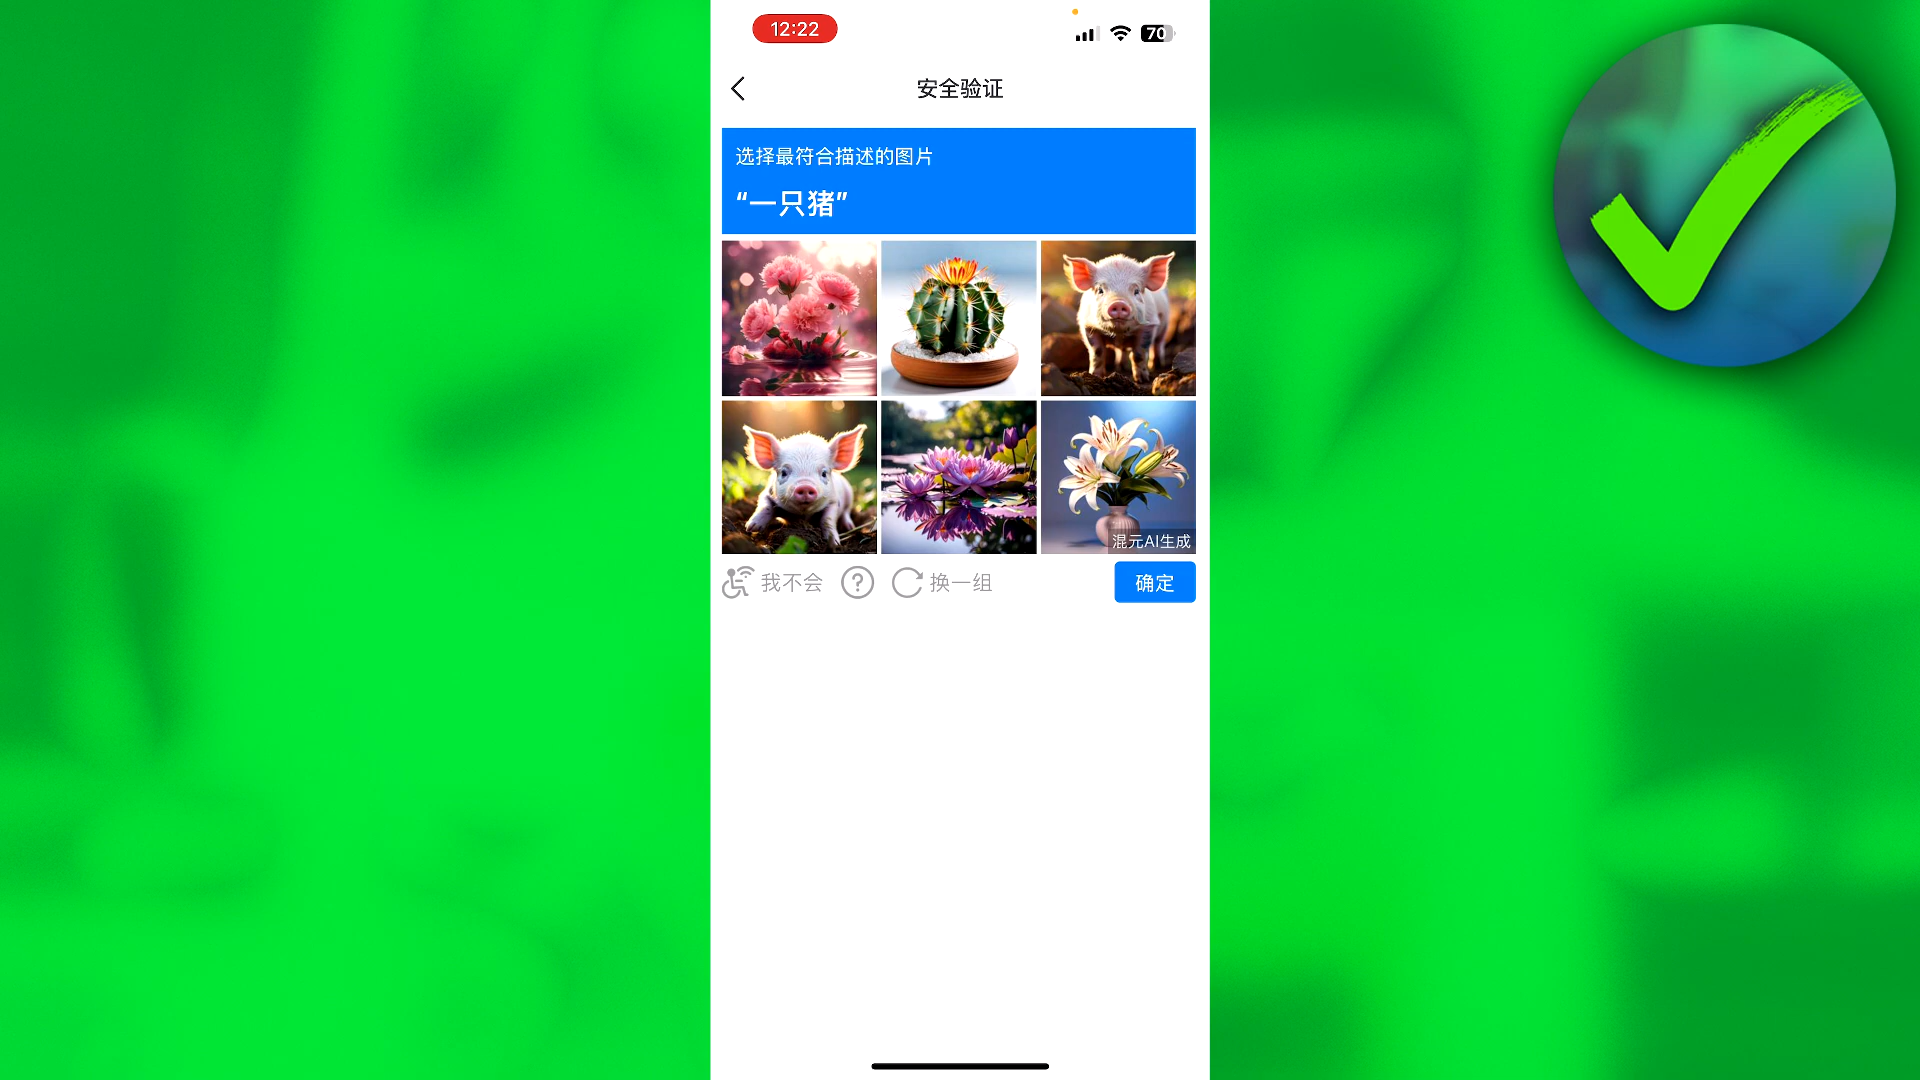 12:22
70
安全验证
选择最符合描述的图片
“一只猪”
混元AI生成
我不会
?
换一组
确定